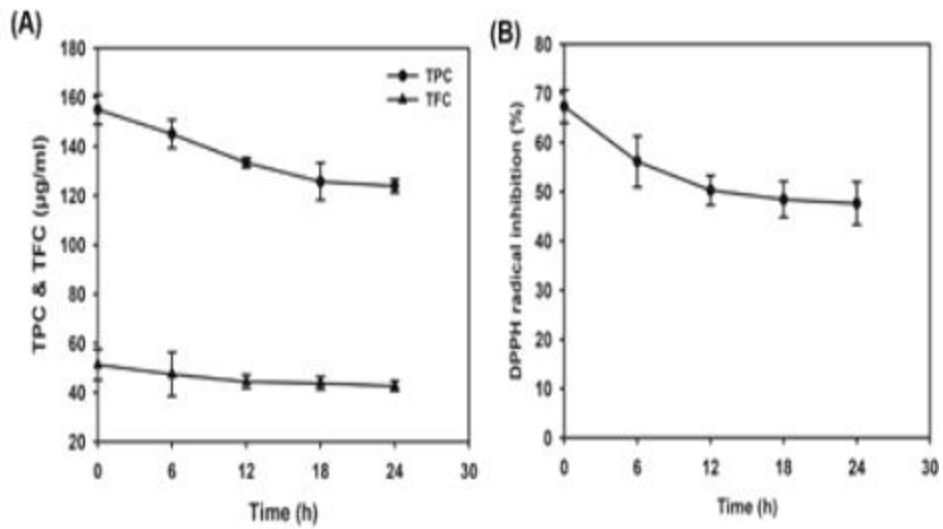 (A)
180
160
140
120
100
80
60
40
20
TPC & TFC (µg/ml)
TPC
TFC
0 6 12 18 24 30
Time (h)
(B)
80
70
60
50
40
30
20
10
0
DPPH radical inhibition (%)
0 6 12 18 24 30
Time (h)